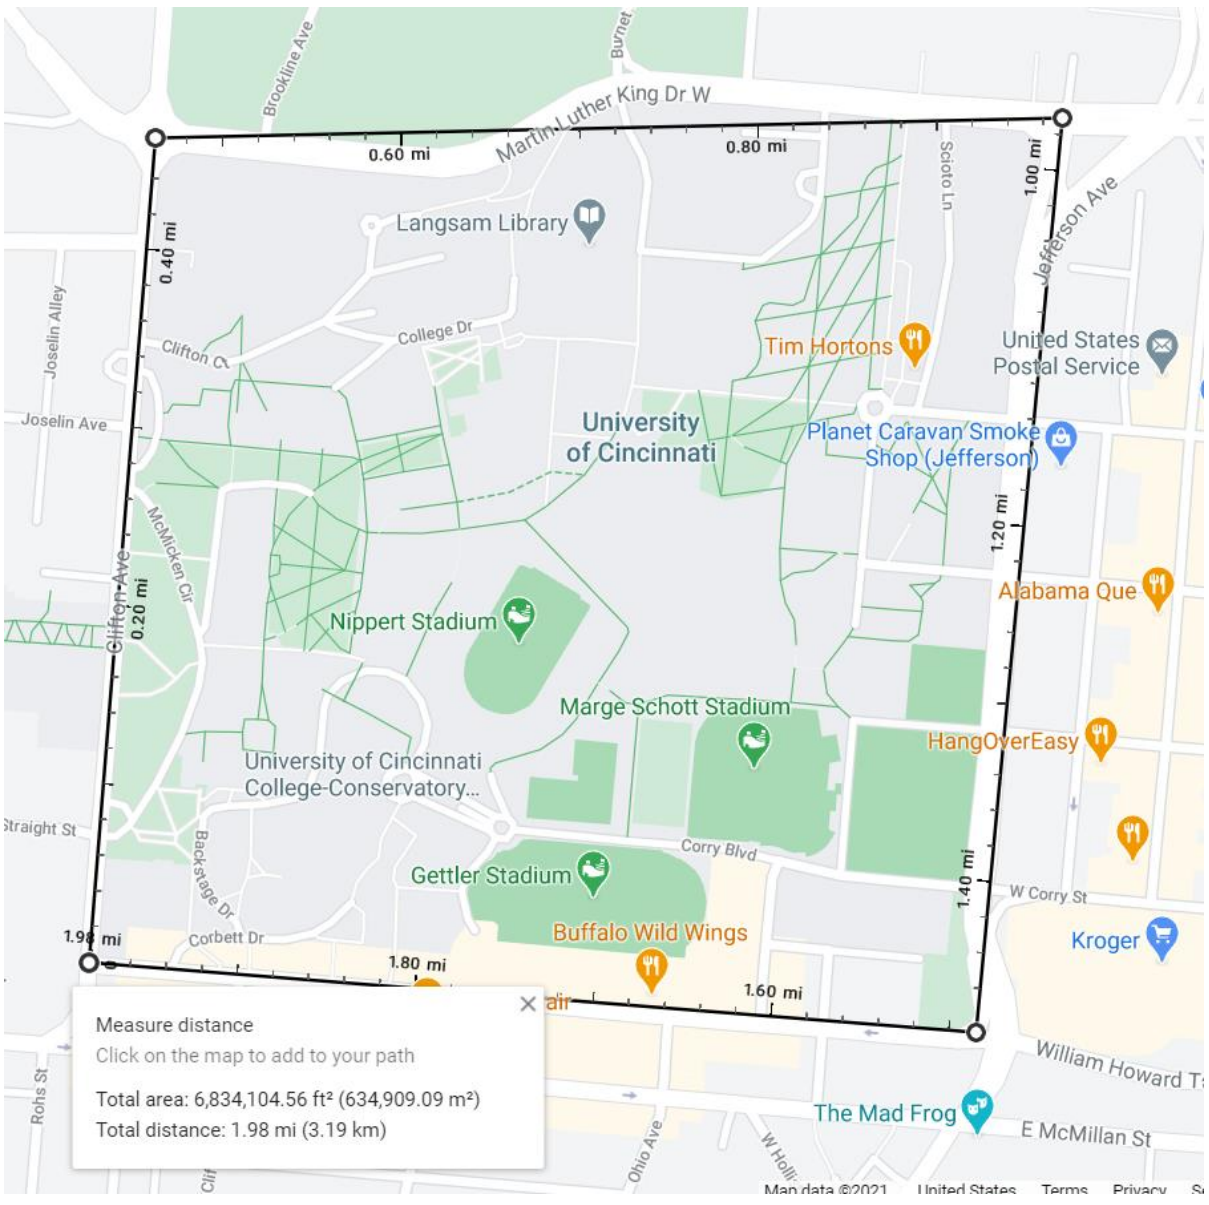 Brookline Ave
Burnet
Martin Luther King Dr W
0.60 mi
0.80 mi
1.00 mi
Scioto Ln
Jefferson Ave
Langsam Library
0.40 mi
Joselin Alley
College Dr
Clifton Ct
Tim Hortons
United States
Postal Service
Joselin Ave
University
of Cincinnati
Planet Caravan Smoke
Shop (Jefferson)
McMicken Cir
1.20 mi
Clifton Ave
0.20 mi
Alabama Que
Nippert Stadium
Marge Schott Stadium
HangOverEasy
University of Cincinnati
College-Conservatory...
Straight St
Backstage Dr
Corry Blvd
Gettler Stadium
1.40 mi
W Corry St
1.98 mi
Corbett Dr
Buffalo Wild Wings
Kroger
0
1.80 mi
1.60 mi
air
Measure distance
Click on the map to add to your path
Total area: 6,834,104.56 ft² (634,909.09 m²)
Total distance: 1.98 mi (3.19 km)
William Howard T
Rohs St
The Mad Frog
E McMillan St
Ohio Ave
W Holli
Clif
Map data ©2021
United States
Terms
Privacy